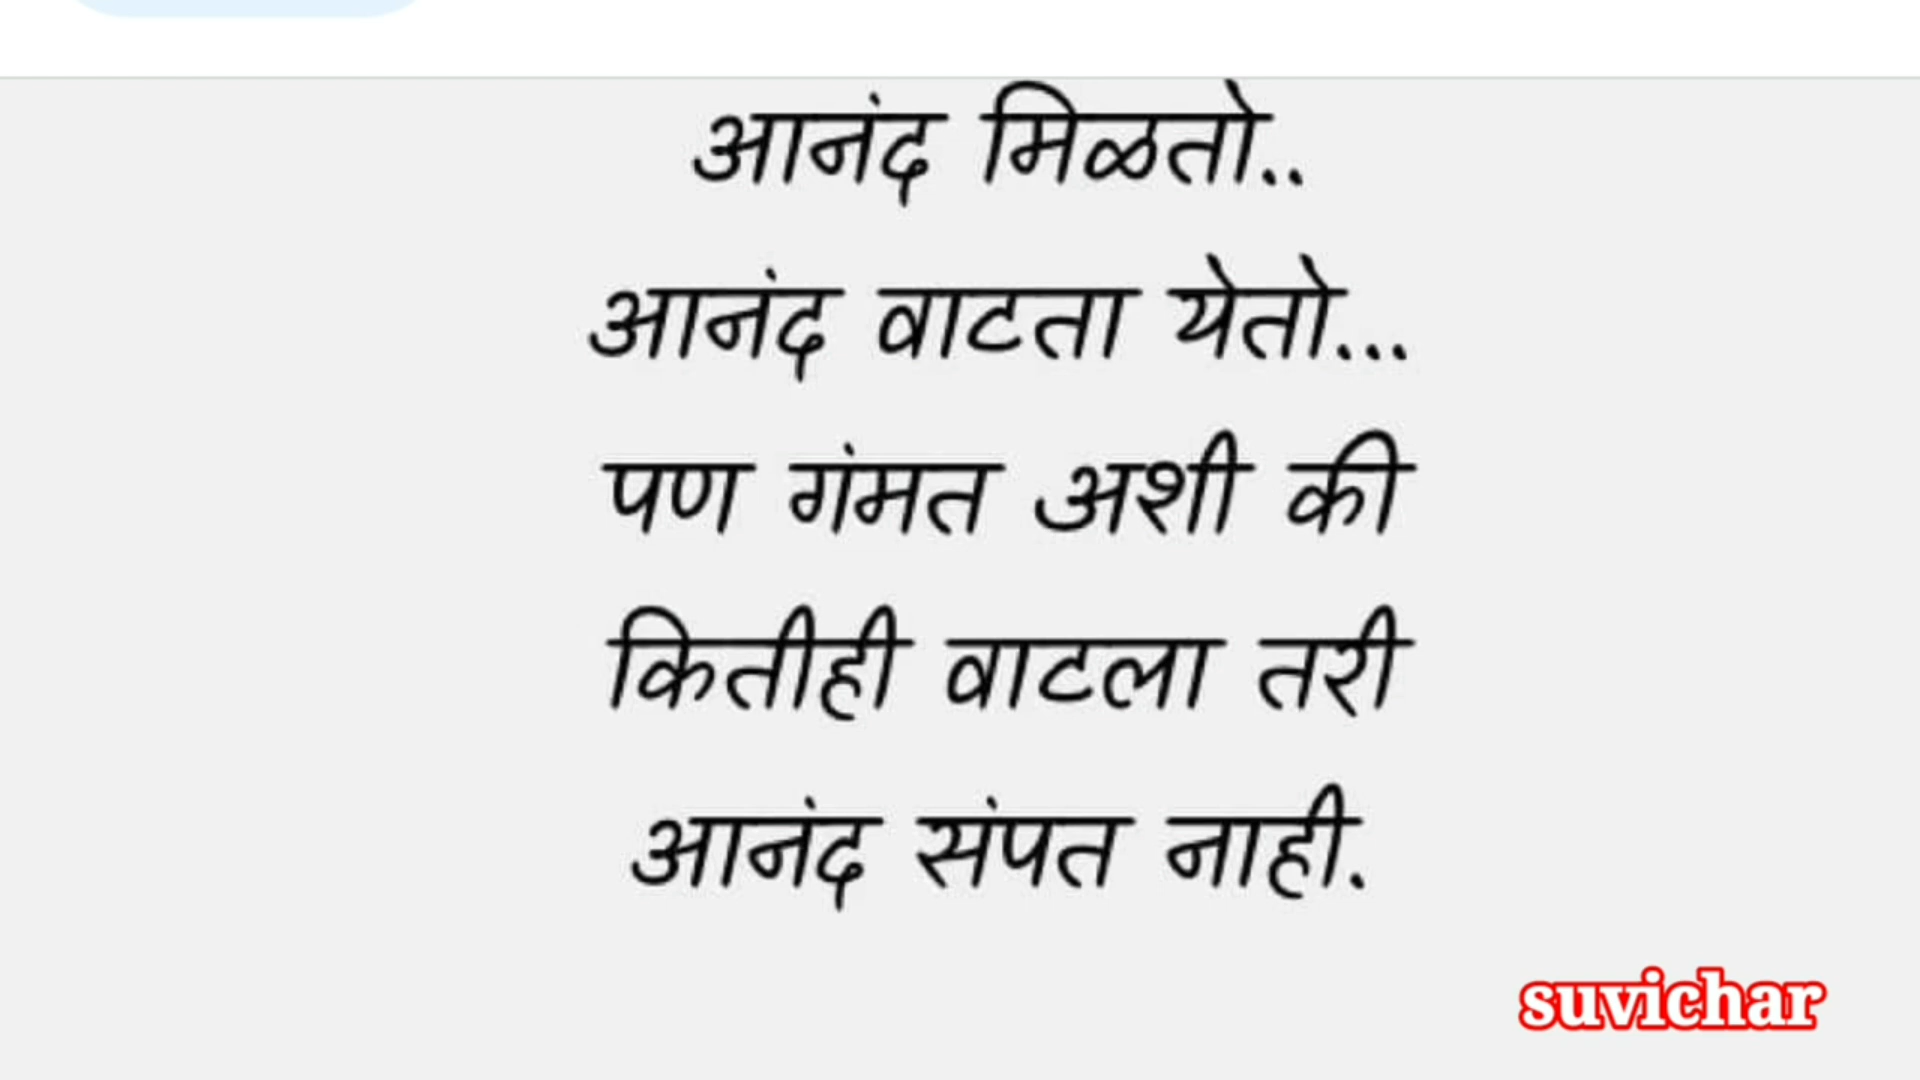 आनंद मिळतो..
आनंद वाटता येतो...
पण गंमत अशी की
कितीही वाटला तरी
आनंद संपत नाही.
suvichar